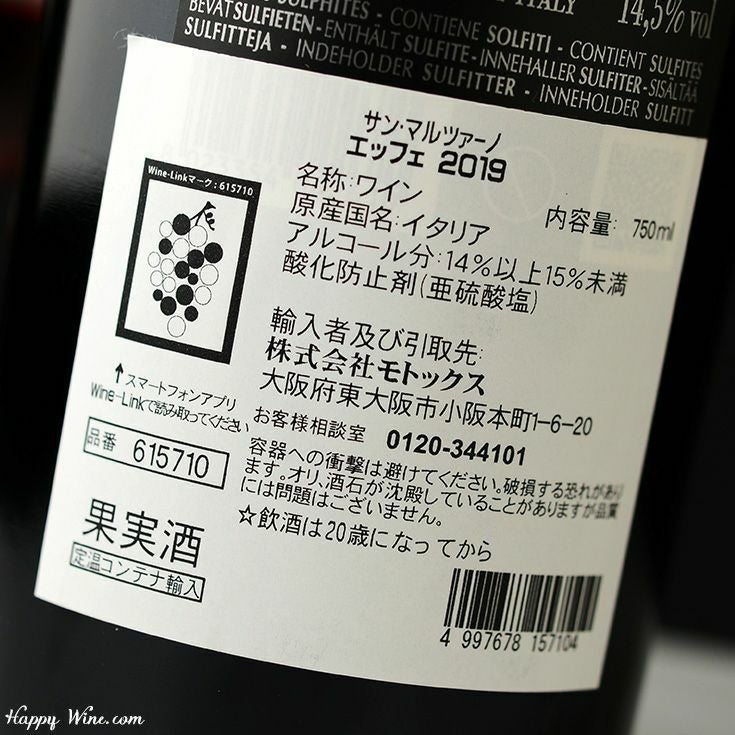 ITALY 14,5% vol
SULPHITES - CONTIENE SOLFITI - CONTIENT SULFITES
BEVAT SULFIETEN - ENTHÄLT SULFITE - INNEHALLER SULFITER - SISÄLTÄÄ
SULFITTEJA - INDEHOLDER SULFITTER - INNEHOLDER SULFITT
サン・マルツァーノ
エッフェ 2019
Wine-Linkマーク:615710
名称:ワイン
原産国名:イタリア 内容量: 750ml
アルコール分:14%以上15%未満
酸化防止剤(亜硫酸塩)
輸入者及び引取先:
株式会社モトックス
大阪府東大阪市小阪本町1-6-20
↑スマートフォンアプリ
Wine-Linkで読み取ってください
お客様相談室 0120-344101
品番 615710
容器への衝撃は避けてください。破損する恐れがあり
ます。オリ、酒石が沈殿していることがありますが品質
には問題はございません。
☆飲酒は20歳になってから
果実酒
定温コンテナ輸入
4 997678 157104
Happy Wine.com